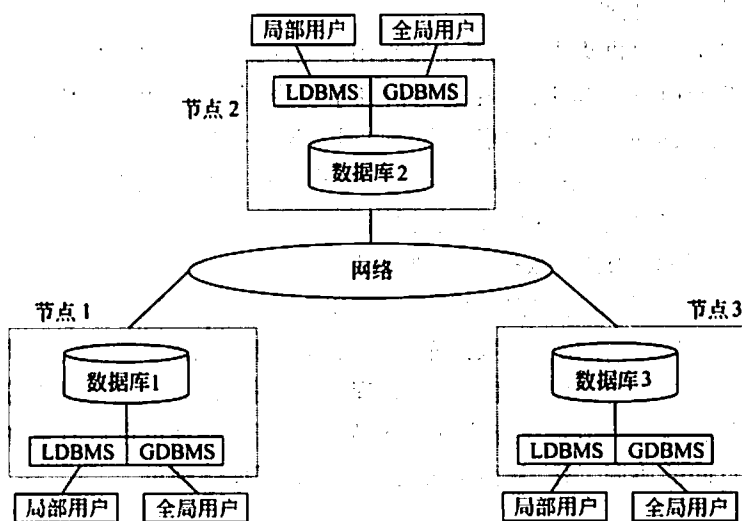 局部用户 全局用户
节点2
LDBMS GDBMS
数据库2
网络
节点1
节点3
数据库1
数据库3
LDBMS GDBMS
LDBMS GDBMS
局部用户 全局用户
局部用户 全局用户